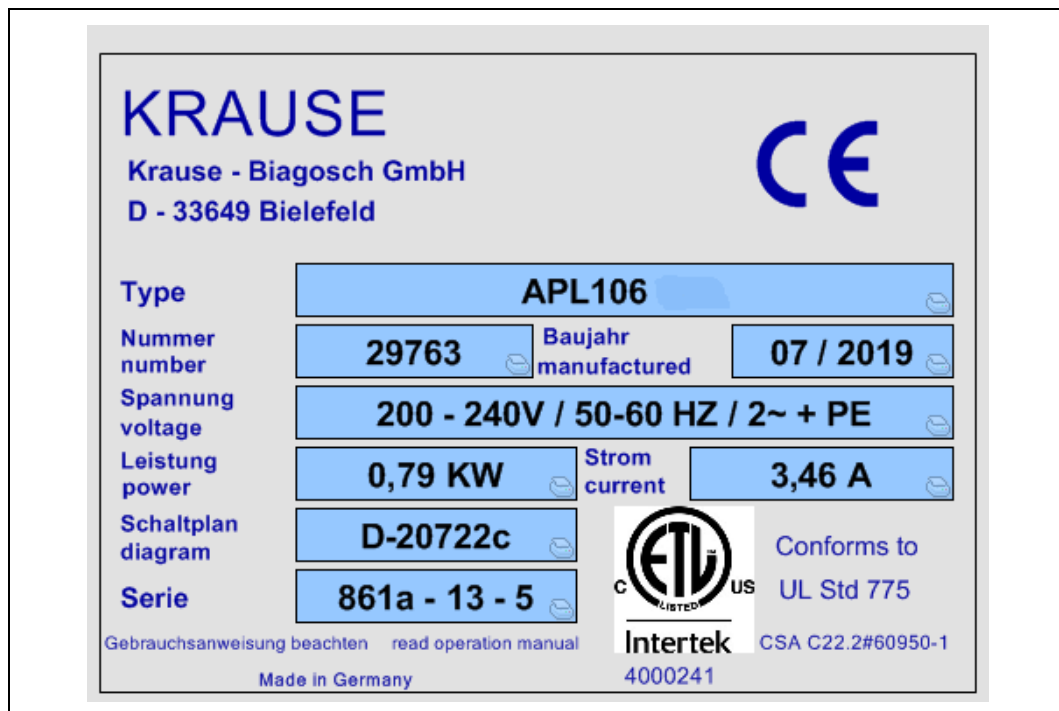 KRAUSE
Krause - Biagosch GmbH
D - 33649 Bielefeld
CE
Type APL106
Nummer number 29763 Baujahr manufactured 07 / 2019
Spannung voltage 200 - 240V / 50-60 HZ / 2~ + PE
Leistung power 0,79 KW Strom current 3,46 A
Schaltplan diagram D-20722c
Serie 861a - 13 - 5
C ETL ™ LISTED US
Intertek
4000241
Conforms to
UL Std 775
CSA C22.2#60950-1
Gebrauchsanweisung beachten read operation manual
Made in Germany